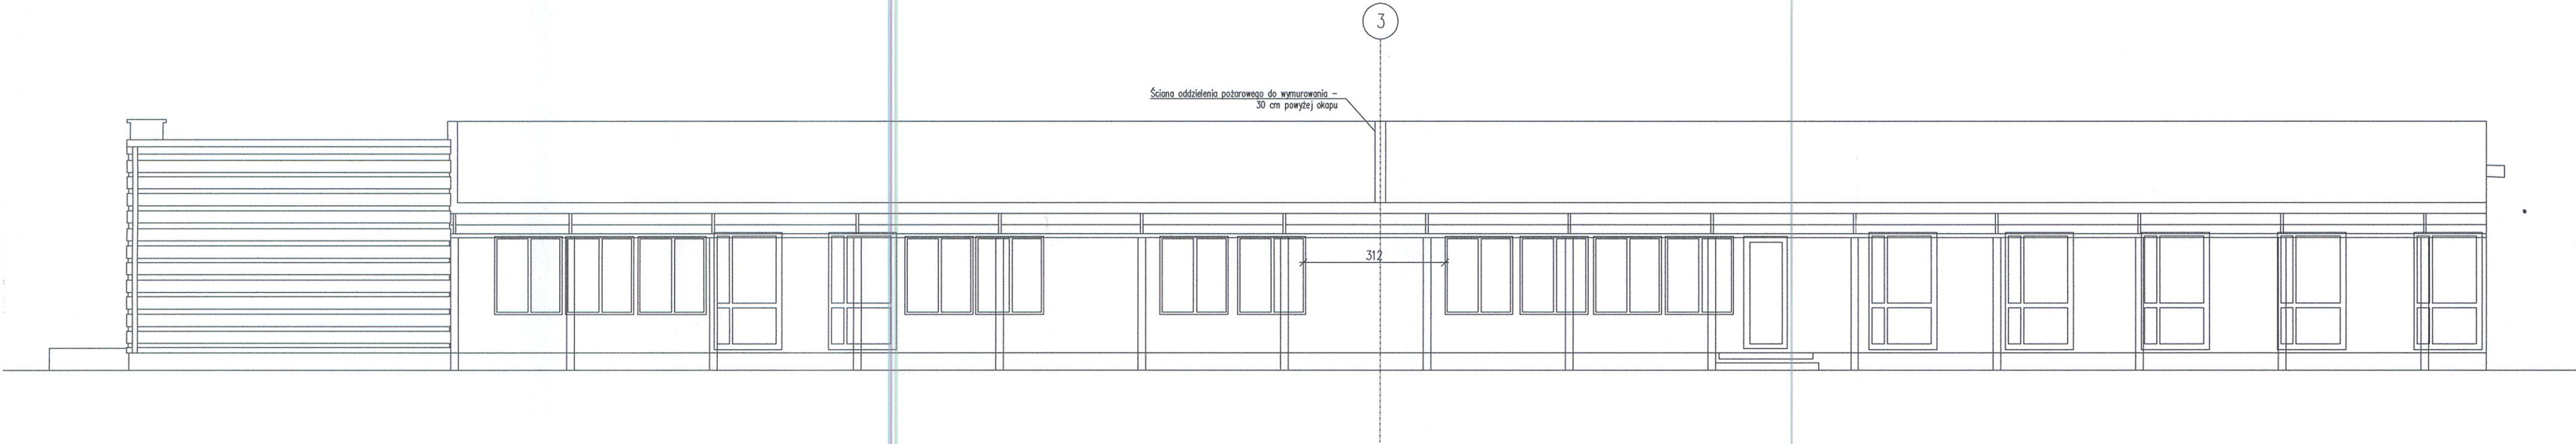 3
Ściana oddzielenia pożarowego do wymurowania -
30 cm powyżej okapu
312